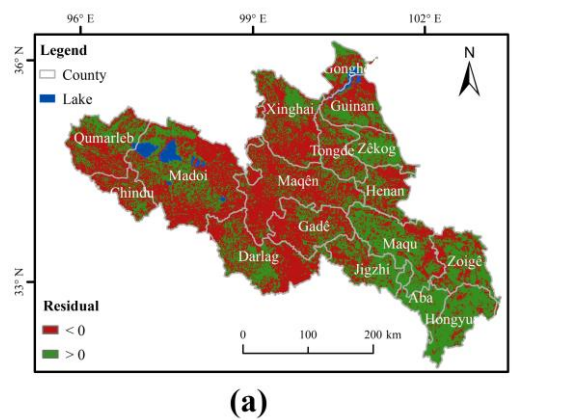 96° E
99° E
102° E
36° N
33° N
Legend
County
Lake
N
Gonghe
Xinghai
Guinan
Qumarleb
Tongde
Zêkog
Madoi
Chindu
Maqên
Henan
Gadê
Maqu
Darlag
Jigzhi
Zoigê
Aba
Hongyuan
Residual
< 0
> 0
0
100
200 km
(a)